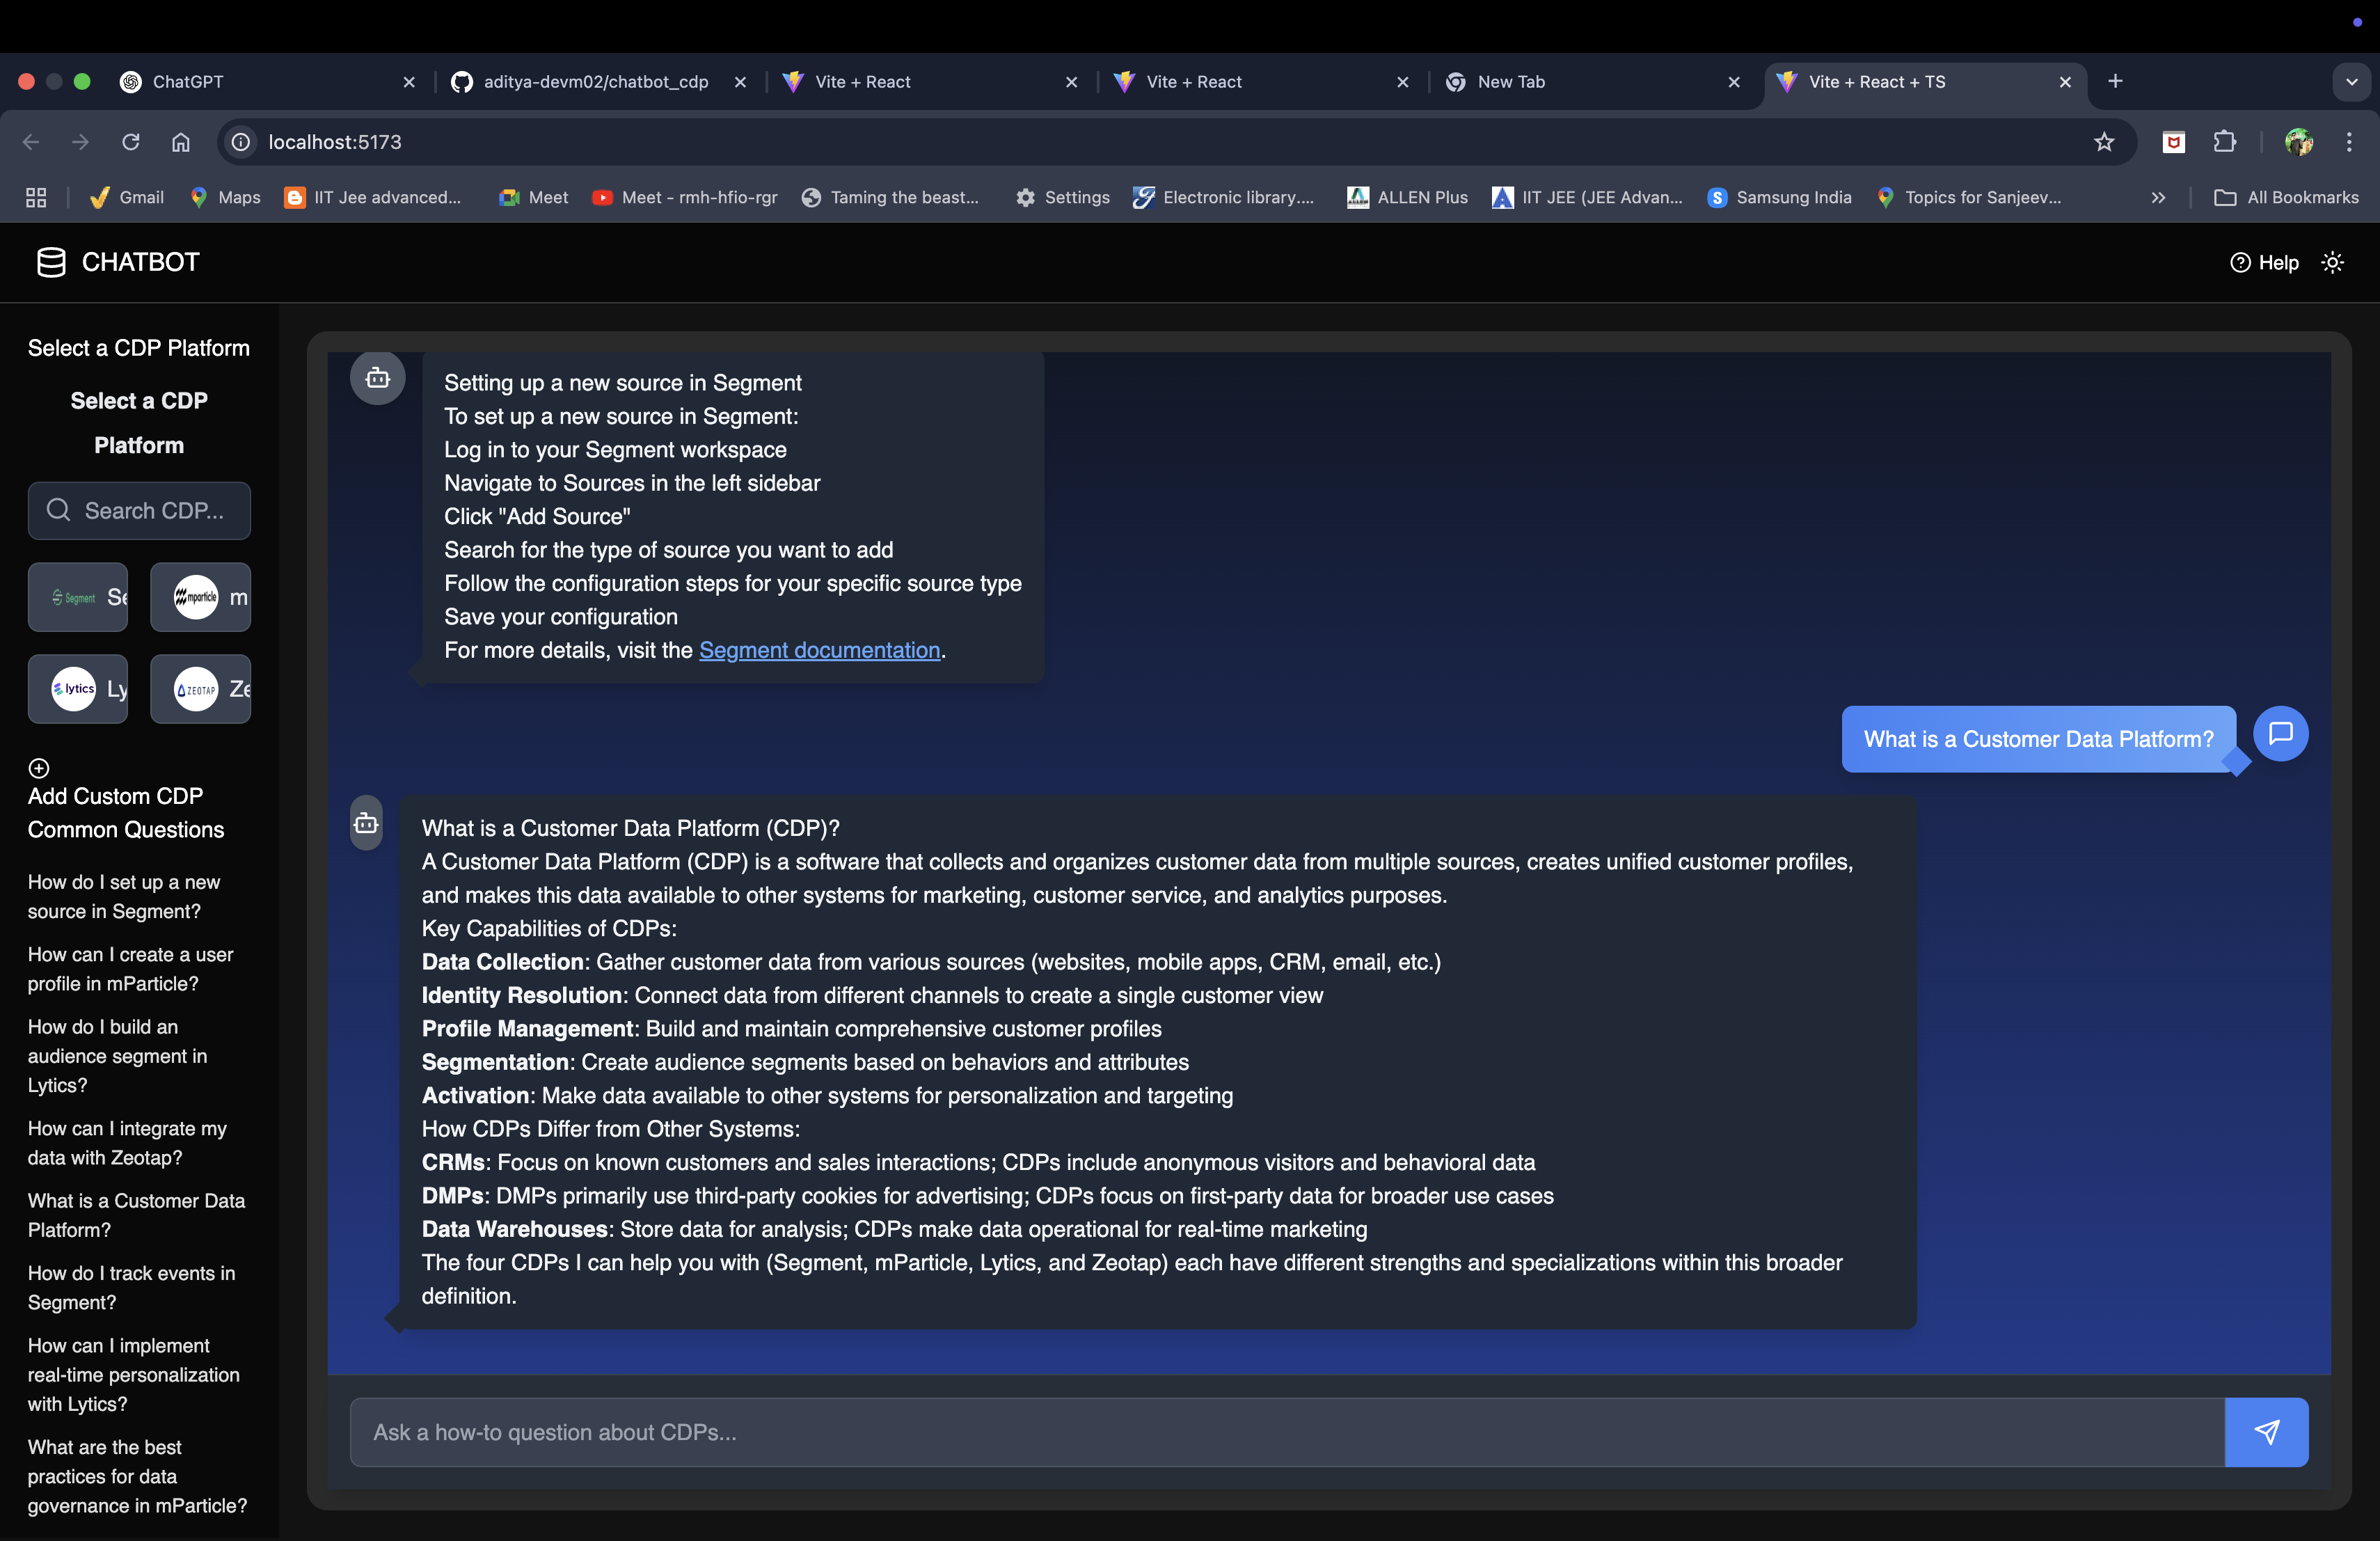 ChatGPT
aditya-devm02/chatbot_cdp
Vite + React
Vite + React
New Tab
Vite + React + TS
localhost:5173
Gmail
Maps
IIT Jee advanced...
Meet
Meet - rmh-hfio-rgr
Taming the beast...
Settings
Electronic library....
ALLEN Plus
IIT JEE (JEE Advan...
Samsung India
Topics for Sanjeev...
All Bookmarks
CHATBOT
Help
Select a CDP Platform
Select a CDP
Platform
Search CDP...
Segment Se
mparticle m
lytics Ly
ZEOTAP Ze
Add Custom CDP
Common Questions
How do I set up a new
source in Segment?
How can I create a user
profile in mParticle?
How do I build an
audience segment in
Lytics?
How can I integrate my
data with Zeotap?
What is a Customer Data
Platform?
How do I track events in
Segment?
How can I implement
real-time personalization
with Lytics?
What are the best
practices for data
governance in mParticle?
Setting up a new source in Segment
To set up a new source in Segment:
Log in to your Segment workspace
Navigate to Sources in the left sidebar
Click "Add Source"
Search for the type of source you want to add
Follow the configuration steps for your specific source type
Save your configuration
For more details, visit the Segment documentation.
What is a Customer Data Platform?
What is a Customer Data Platform (CDP)?
A Customer Data Platform (CDP) is a software that collects and organizes customer data from multiple sources, creates unified customer profiles,
and makes this data available to other systems for marketing, customer service, and analytics purposes.
Key Capabilities of CDPs:
Data Collection: Gather customer data from various sources (websites, mobile apps, CRM, email, etc.)
Identity Resolution: Connect data from different channels to create a single customer view
Profile Management: Build and maintain comprehensive customer profiles
Segmentation: Create audience segments based on behaviors and attributes
Activation: Make data available to other systems for personalization and targeting
How CDPs Differ from Other Systems:
CRMs: Focus on known customers and sales interactions; CDPs include anonymous visitors and behavioral data
DMPs: DMPs primarily use third-party cookies for advertising; CDPs focus on first-party data for broader use cases
Data Warehouses: Store data for analysis; CDPs make data operational for real-time marketing
The four CDPs I can help you with (Segment, mParticle, Lytics, and Zeotap) each have different strengths and specializations within this broader
definition.
Ask a how-to question about CDPs...